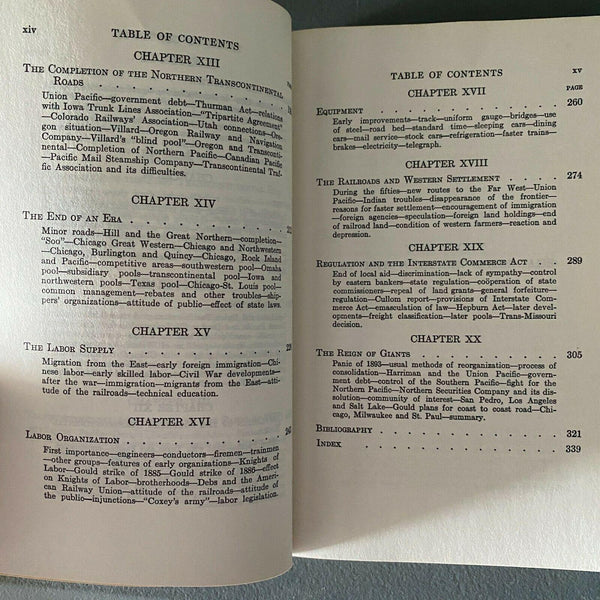 xiv
TABLE OF CONTENTS
CHAPTER XIII
THE COMPLETION OF THE NORTHERN TRANSCONTINENTAL
ROADS
Union Pacific—government debt—Thurman Act—relations
with Iowa Trunk Lines Association—"Tripartite Agreement"
—Colorado Railways' Association—Utah connections—Ore-
gon situation—Villard—Oregon Railway and Navigation
Company—Villard's "blind pool"—Oregon and Transconti-
nental—Completion of Northern Pacific—Canadian Pacific
—Pacific Mail Steamship Company—Transcontinental Traf-
fic Association and its difficulties.
CHAPTER XIV
THE END OF AN ERA
Minor roads—Hill and the Great Northern—completion—
"Soo"—Chicago Great Western—Chicago and Northwestern
—Chicago, Burlington and Quincy—Chicago, Rock Island
and Pacific—competitive areas—southwestern pool—Omaha
pool—subsidiary pools—transcontinental pool—Iowa and
northwestern pools—Texas pool—Chicago-St. Louis pool—
common management—rebates and other troubles—ship-
pers' organizations—attitude of public—effect of state laws.
CHAPTER XV
THE LABOR SUPPLY
Migration from the East—early foreign immigration—Chi-
nese labor—early skilled labor—Civil War developments—
after the war—immigration—migrants from the East—atti-
tude of the railroads—technical education.
CHAPTER XVI
LABOR ORGANIZATION
First importance—engineers—conductors—firemen—trainmen
—other groups—features of early organizations—Knights of
Labor—Gould strike of 1885—Gould strike of 1886—effect
on Knights of Labor—brotherhoods—Debs and the Ameri-
can Railway Union—attitude of the railroads—attitude of
the public—injunctions—"Coxey's army"—labor legislation.
TABLE OF CONTENTS xv
CHAPTER XVII
PAGE
EQUIPMENT 260
Early improvements—track—uniform gauge—bridges—use
of steel—road bed—standard time—sleeping cars—dining
cars—mail service—stock cars—refrigeration—faster trains—
brakes—electricity—telegraph.
CHAPTER XVIII
THE RAILROADS AND WESTERN SETTLEMENT 274
During the fifties—new routes to the Far West—Union
Pacific—Indian troubles—disappearance of the frontier—
reasons for faster settlement—encouragement of immigration
—foreign agencies—speculation—foreign land holdings—end
of railroad land—condition of western farmers—reaction and
depression.
CHAPTER XIX
REGULATION AND THE INTERSTATE COMMERCE ACT 289
End of local aid—discrimination—lack of sympathy—control
by eastern bankers—state regulation—coöperation of state
commissioners—repeal of land grants—general forfeiture—
regulation—Cullom report—provisions of Interstate Com-
merce Act—emasculation of law—Hepburn Act—later devel-
opments—freight classification—later pools—Trans-Missouri
decision.
CHAPTER XX
THE REIGN OF GIANTS 305
Panic of 1893—usual methods of reorganization—process of
consolidation—Harriman and the Union Pacific—govern-
ment debt—control of the Southern Pacific—fight for the
Northern Pacific—Northern Securities Company and its dis-
solution—community of interest—San Pedro, Los Angeles
and Salt Lake—Gould plans for coast to coast road—Chi-
cago, Milwaukee and St. Paul—summary.
BIBLIOGRAPHY 321
INDEX 339